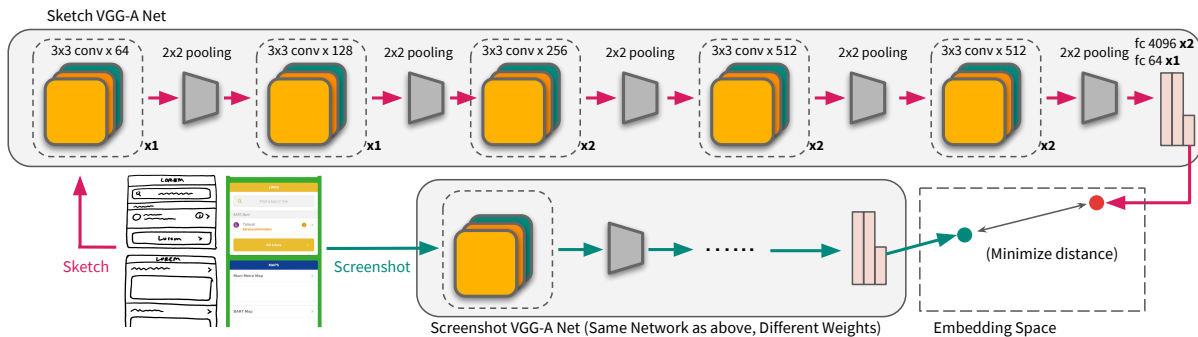 Sketch VGG-A Net
3x3 conv x 64
2x2 pooling
3x3 conv x 128
2x2 pooling
3x3 conv x 256
2x2 pooling
3x3 conv x 512
2x2 pooling
3x3 conv x 512
2x2 pooling
fc 4096 x2
fc 64 x1
x1
x1
x2
x2
x2
LOREM
Lorem
LOREM
Sketch
MAPS
BART Map
Screenshot
......
(Minimize distance)
Screenshot VGG-A Net (Same Network as above, Different Weights)
Embedding Space